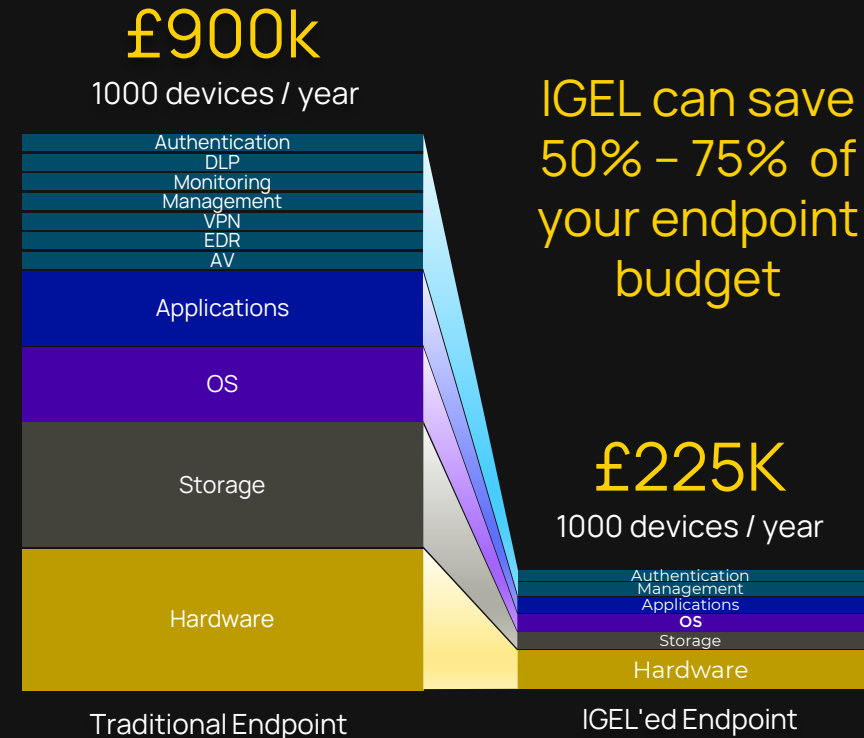 £900k
1000 devices / year
Authentication
DLP
Monitoring
Management
VPN
EDR
AV
Applications
OS
Storage
Hardware
Traditional Endpoint
IGEL can save
50% – 75% of
your endpoint
budget
£225K
1000 devices / year
Authentication
Management
Applications
OS
Storage
Hardware
IGEL'ed Endpoint